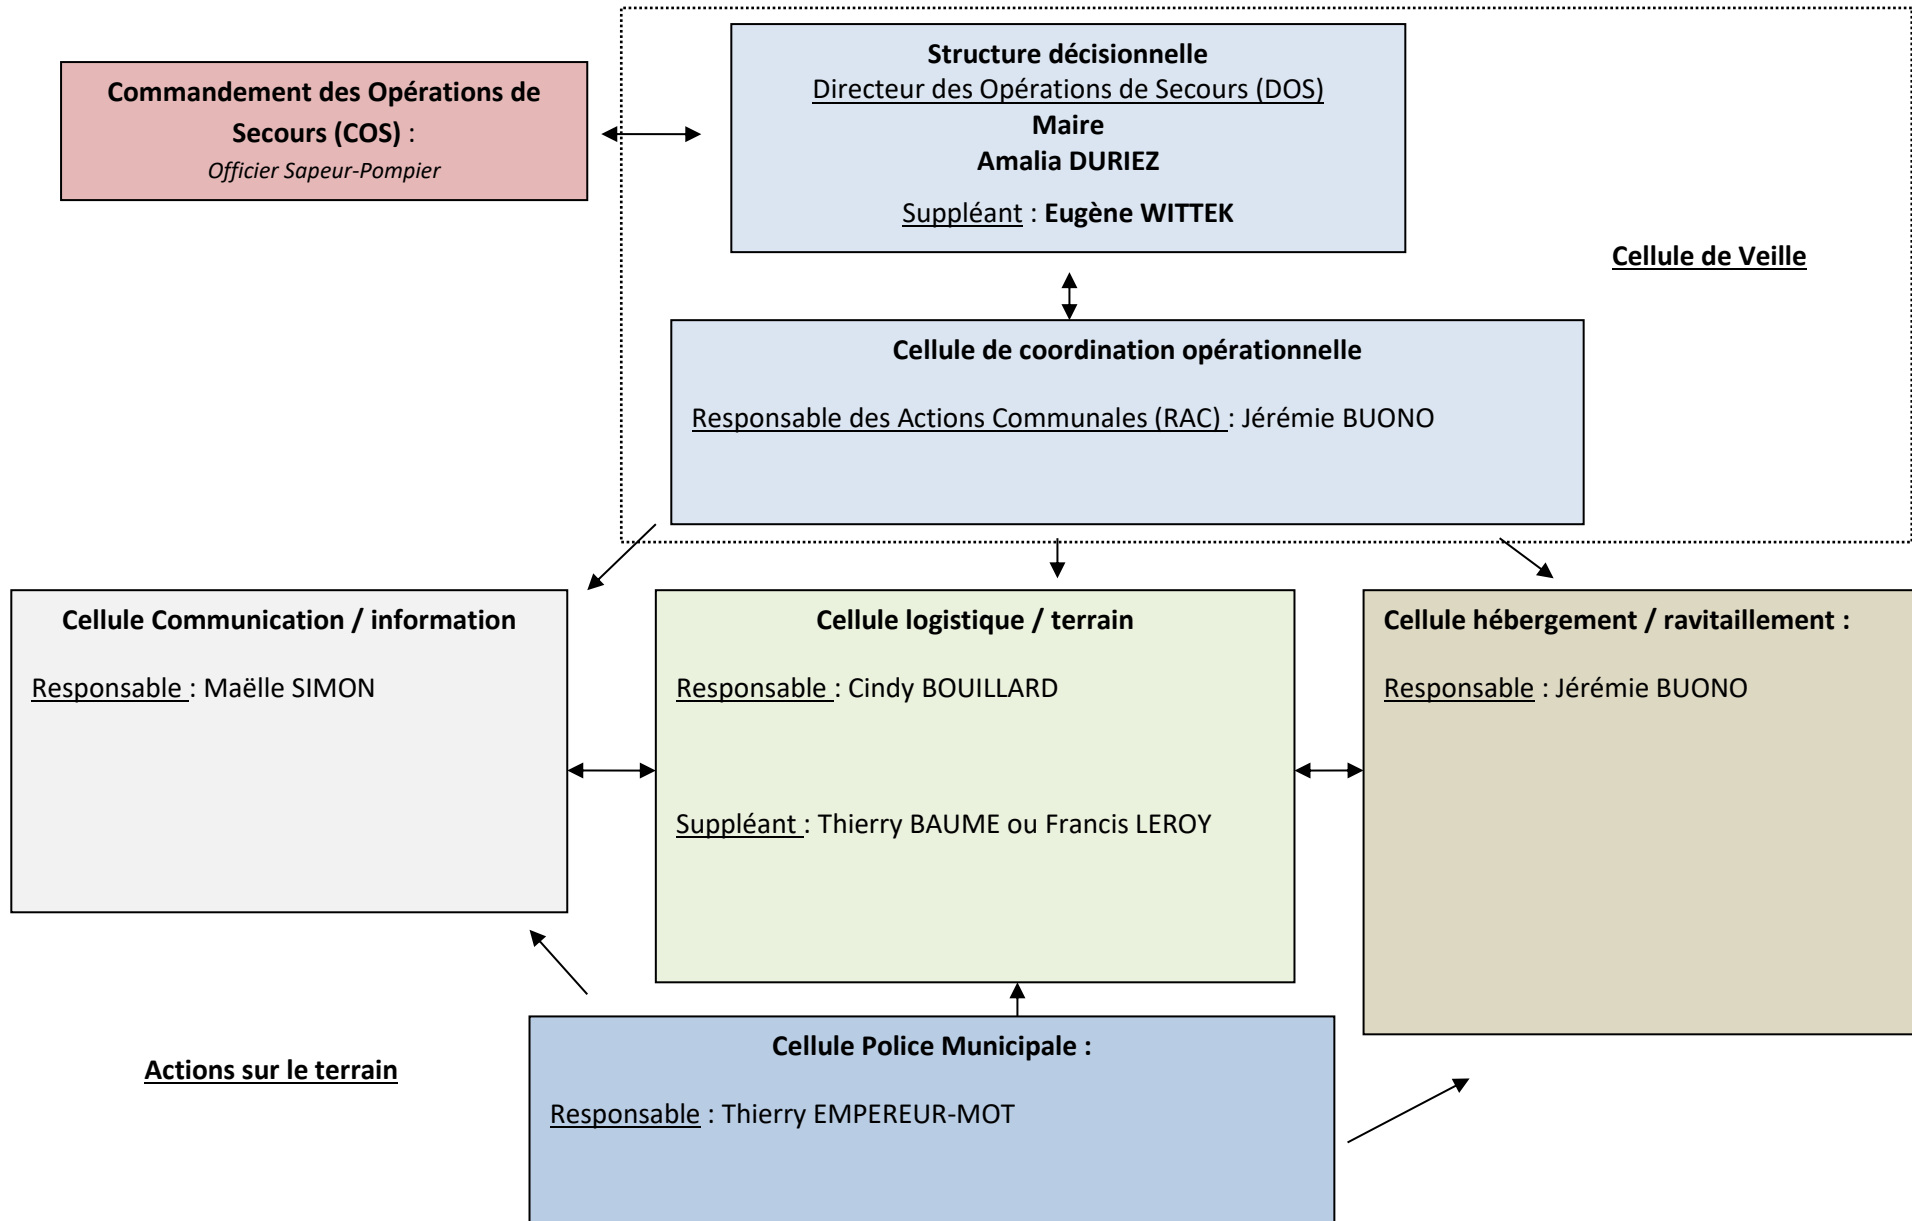 Commandement des Opérations de
Secours (COS) :
Officier Sapeur-Pompier
Structure décisionnelle
Directeur des Opérations de Secours (DOS)
Maire
Amalia DURIEZ
Suppléant : Eugène WITTEK
Cellule de Veille
Cellule de coordination opérationnelle
Responsable des Actions Communales (RAC) : Jérémie BUONO
Cellule Communication / information
Responsable : Maëlle SIMON
Cellule logistique / terrain
Responsable : Cindy BOUILLARD
Suppléant : Thierry BAUME ou Francis LEROY
Cellule hébergement / ravitaillement :
Responsable : Jérémie BUONO
Actions sur le terrain
Cellule Police Municipale :
Responsable : Thierry EMPEREUR-MOT